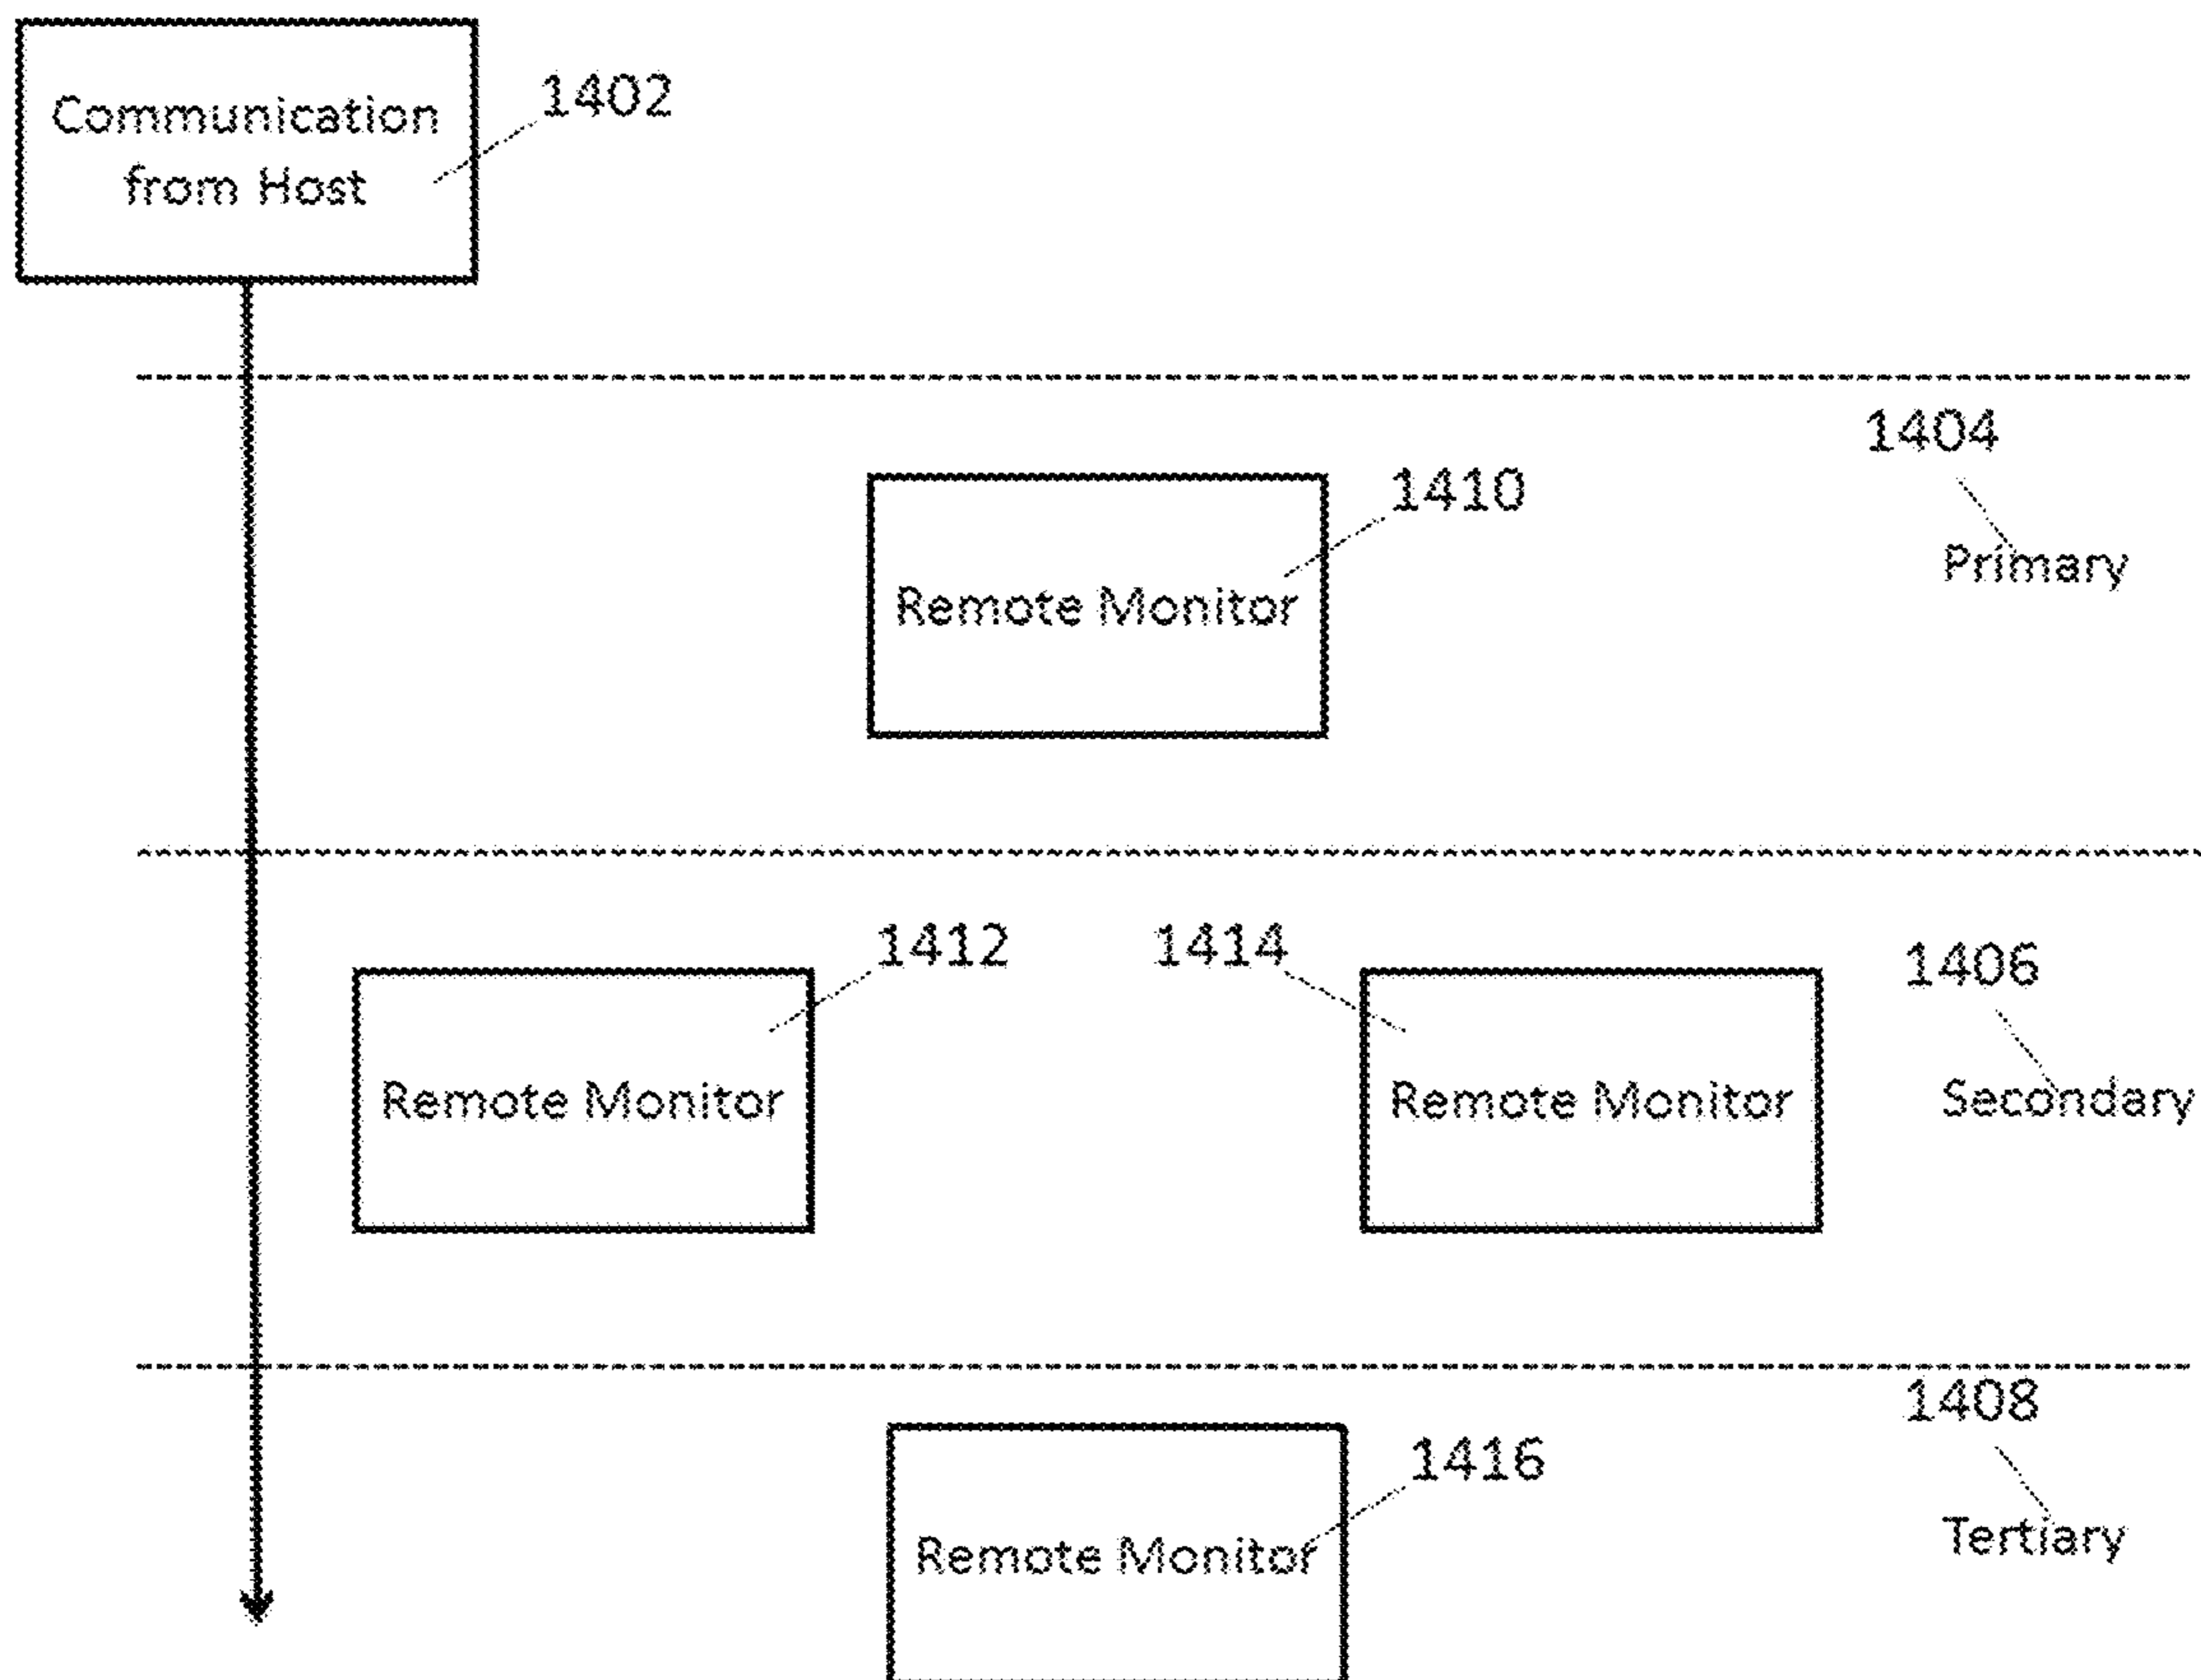 Communication
from Host
1402
1404
Primary
1410
Remote Monitor
1412
Remote Monitor
1414
Remote Monitor
1406
Secondary
1408
Tertiary
1416
Remote Monitor